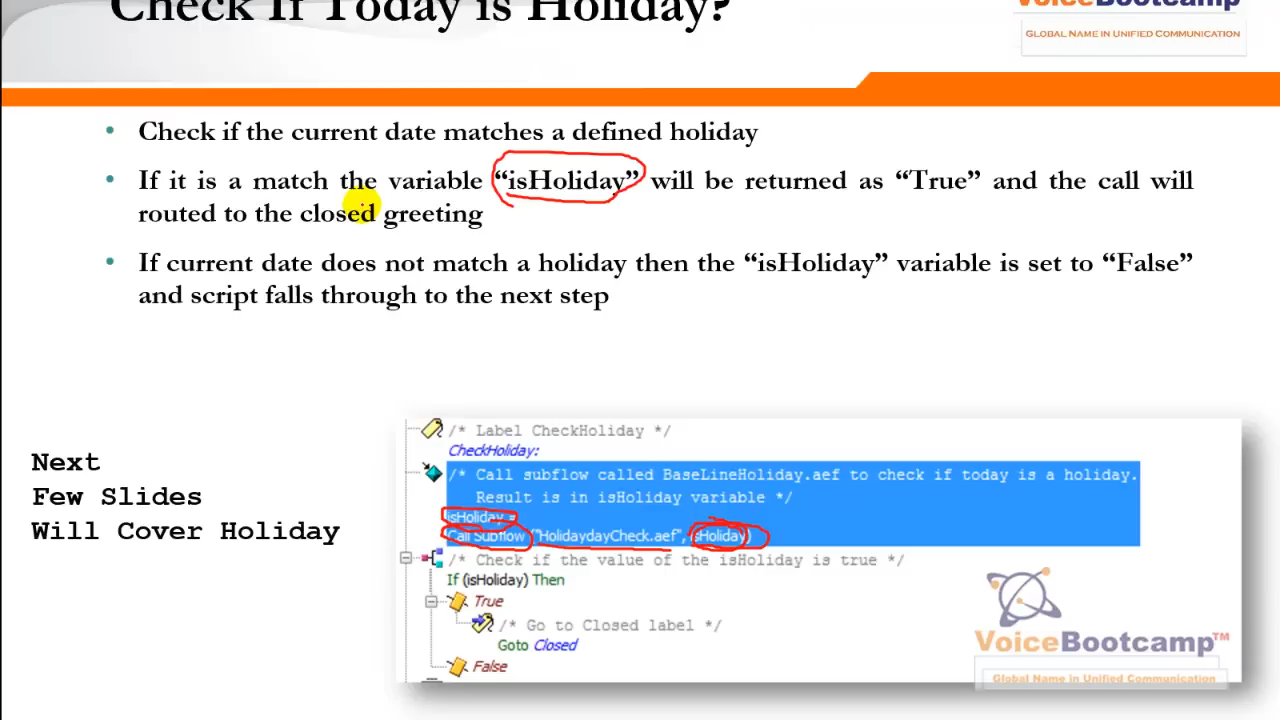 Check If Today is Holiday?
VoiceBootcamp
GLOBAL NAME IN UNIFIED COMMUNICATION
• Check if the current date matches a defined holiday
• If it is a match the variable “isHoliday” will be returned as “True” and the call will
routed to the closed greeting
• If current date does not match a holiday then the “isHoliday” variable is set to “False”
and script falls through to the next step
Next
Few Slides
Will Cover Holiday
/* Label CheckHoliday */
CheckHoliday:
/* Call subflow called BaseLineHoliday.aef to check if today is a holiday.
Result is in isHoliday variable */
isHoliday =
Call Subflow ("HolidaydayCheck.aef", isHoliday)
/* Check if the value of the isHoliday is true */
If (isHoliday) Then
True
/* Go to Closed label */
Goto Closed
False
VoiceBootcamp™
Global Name in Unified Communication